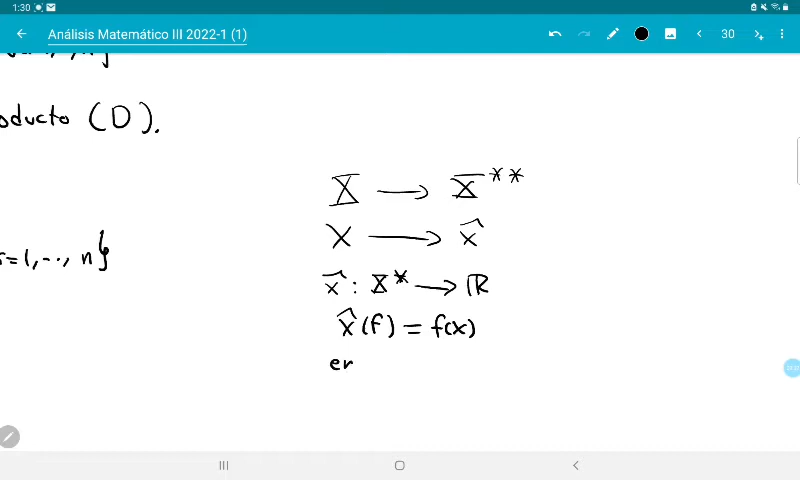 1:30
Análisis Matemático III 2022-1 (1)
30
oducto (D).
X → X**
x → x̂
s=1,..., n}
x̂ : X* → ℝ
x̂(f) = f(x)
er